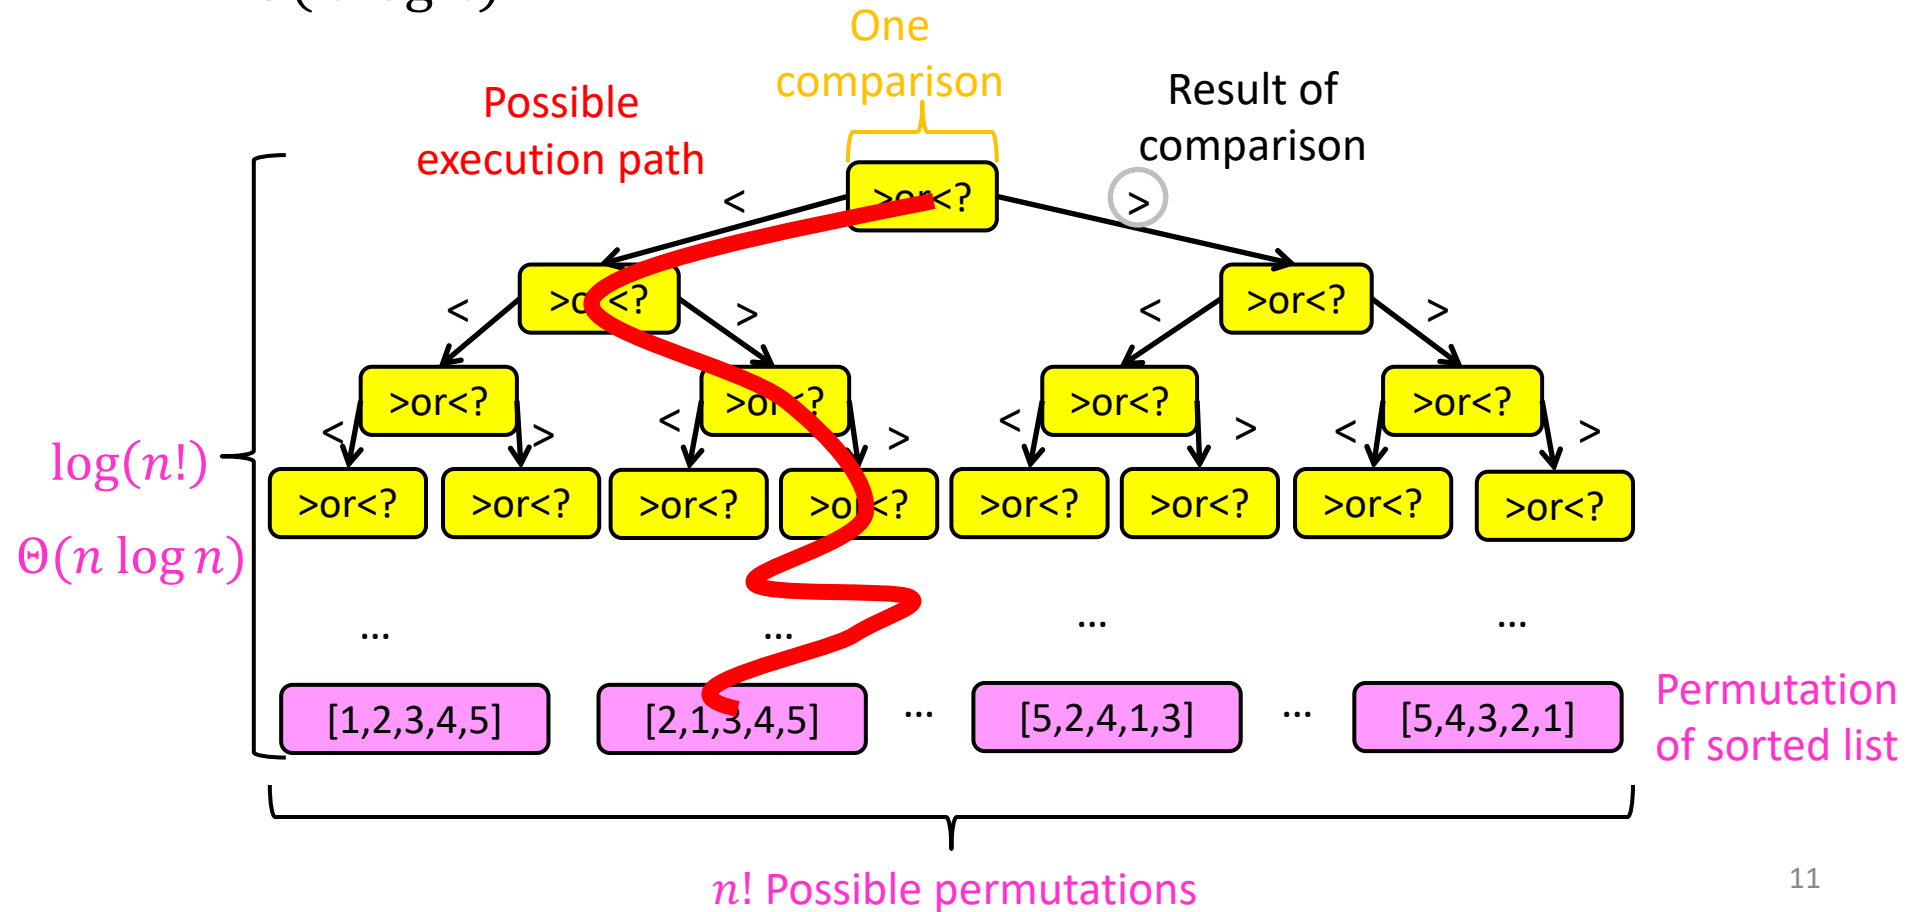 One
comparison
Possible
execution path
Result of
comparison
>or<?
< >
>or<? >or<?
< > < >
>or<? >or<? >or<? >or<?
< > < > < > < >
>or<? >or<? >or<? >or<? >or<? >or<? >or<? >or<?
log(n!)
Θ(n log n)
... ... ... ...
[1,2,3,4,5] [2,1,3,4,5] ... [5,2,4,1,3] ... [5,4,3,2,1]
Permutation
of sorted list
n! Possible permutations
11